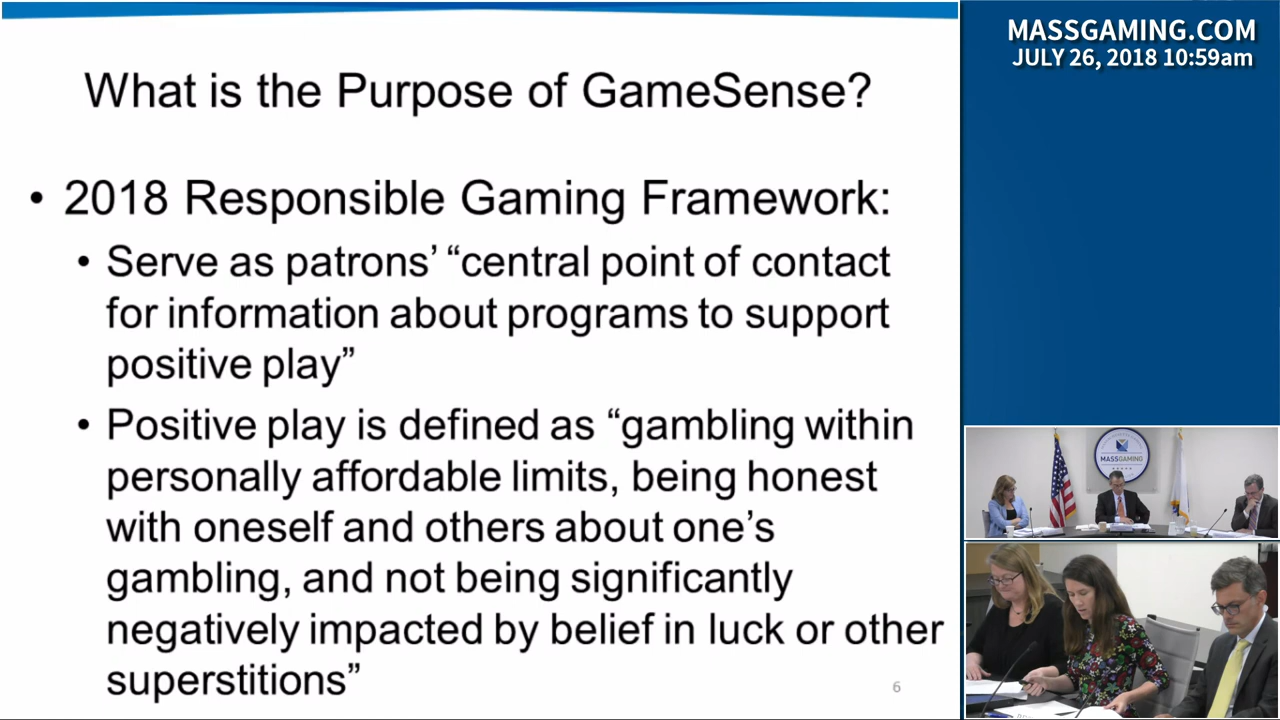 What is the Purpose of GameSense?
• 2018 Responsible Gaming Framework:
• Serve as patrons’ “central point of contact
for information about programs to support
positive play”
• Positive play is defined as “gambling within
personally affordable limits, being honest
with oneself and others about one’s
gambling, and not being significantly
negatively impacted by belief in luck or other
superstitions”
6
MASSGAMING.COM
JULY 26, 2018 10:59am
MASSGAMING